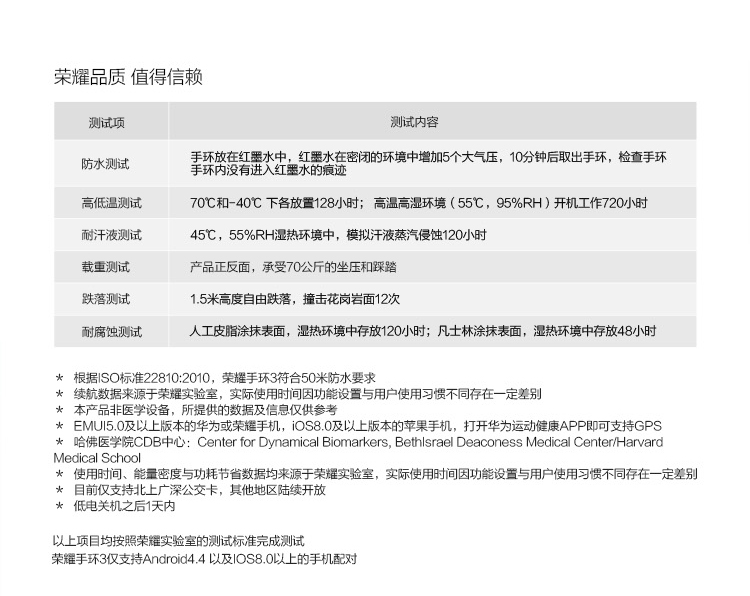 荣耀品质 值得信赖
测试项 测试内容
防水测试 手环放在红墨水中，红墨水在密闭的环境中增加5个大气压，10分钟后取出手环，检查手环
手环内没有进入红墨水的痕迹
高低温测试 70℃和-40℃ 下各放置128小时； 高温高湿环境（55℃，95%RH）开机工作720小时
耐汗液测试 45℃，55%RH湿热环境中，模拟汗液蒸汽侵蚀120小时
载重测试 产品正反面，承受70公斤的坐压和踩踏
跌落测试 1.5米高度自由跌落，撞击花岗岩面12次
耐腐蚀测试 人工皮脂涂抹表面，湿热环境中存放120小时；凡士林涂抹表面，湿热环境中存放48小时
* 根据ISO标准22810:2010，荣耀手环3符合50米防水要求
* 续航数据来源于荣耀实验室，实际使用时间因功能设置与用户使用习惯不同存在一定差别
* 本产品非医学设备，所提供的数据及信息仅供参考
* EMUI5.0及以上版本的华为或荣耀手机，iOS8.0及以上版本的苹果手机，打开华为运动健康APP即可支持GPS
* 哈佛医学院CDB中心：Center for Dynamical Biomarkers, BethIsrael Deaconess Medical Center/Harvard
Medical School
* 使用时间、能量密度与功耗节省数据均来源于荣耀实验室，实际使用时间因功能设置与用户使用习惯不同存在一定差别
* 目前仅支持北上广深公交卡，其他地区陆续开放
* 低电关机之后1天内
以上项目均按照荣耀实验室的测试标准完成测试
荣耀手环3仅支持Android4.4 以及IOS8.0以上的手机配对